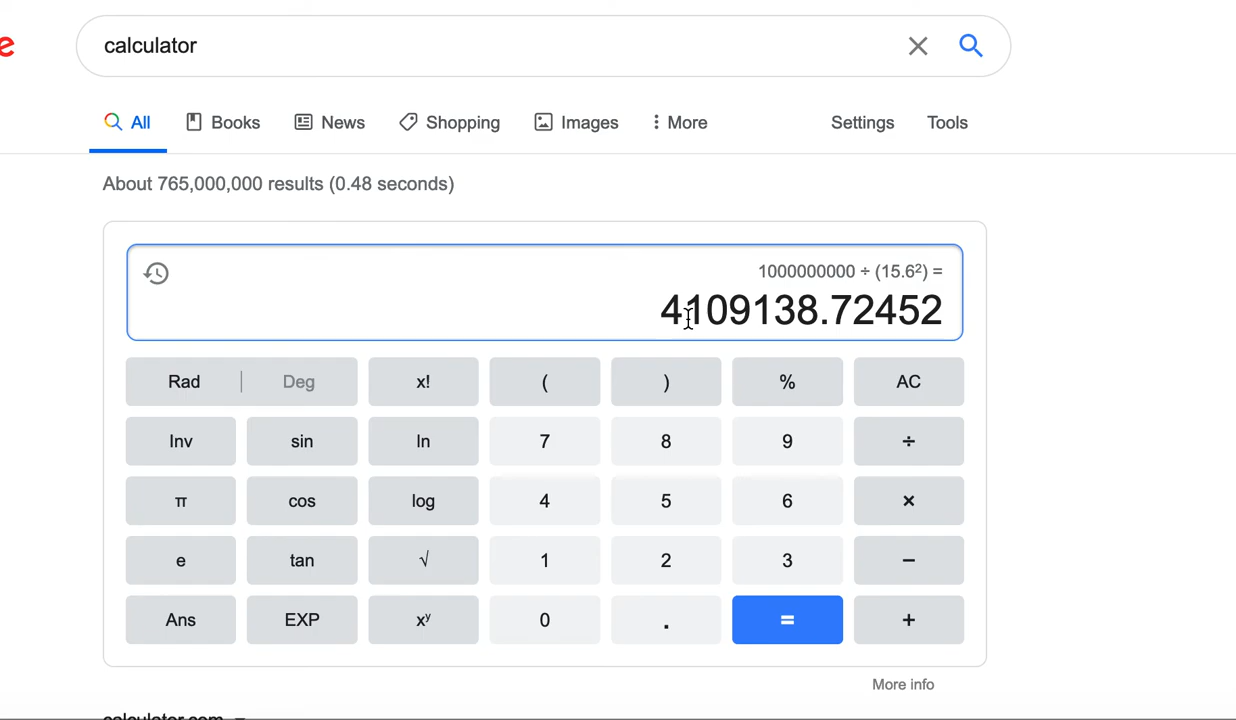 e
calculator
All Books News Shopping Images More Settings Tools
About 765,000,000 results (0.48 seconds)
1000000000 ÷ (15.6²) =
4109138.72452
Rad | Deg x! ( ) % AC
Inv sin ln 7 8 9 ÷
π cos log 4 5 6 ×
e tan √ 1 2 3 −
Ans EXP xʸ 0 . = +
More info
calculator.com